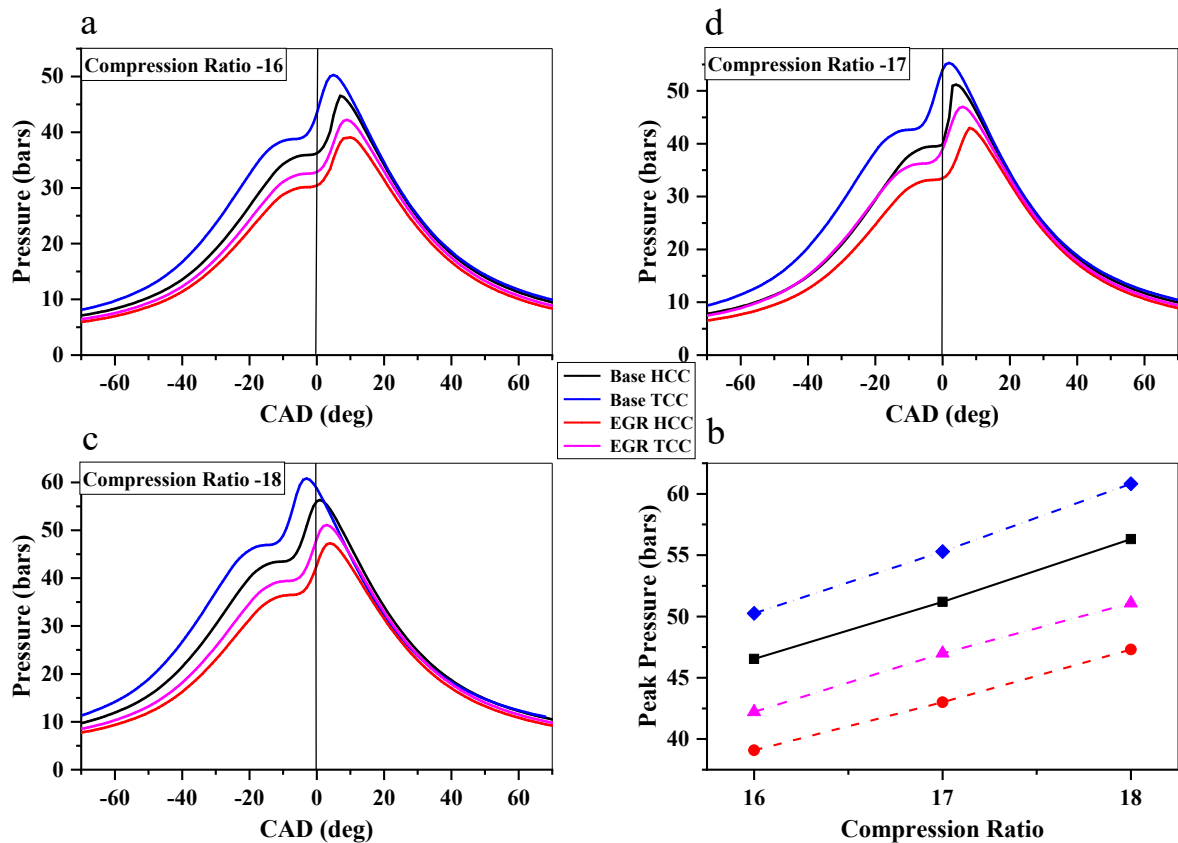 a
Compression Ratio -16
Pressure (bars)
50
40
30
20
10
0
-60 -40 -20 0 20 40 60
CAD (deg)
d
Compression Ratio -17
Pressure (bars)
50
40
30
20
10
0
-60 -40 -20 0 20 40 60
CAD (deg)
Base HCC
Base TCC
EGR HCC
EGR TCC
c
Compression Ratio -18
Pressure (bars)
60
50
40
30
20
10
0
-60 -40 -20 0 20 40 60
CAD (deg)
b
Peak Pressure (bars)
60
55
50
45
40
16 17 18
Compression Ratio